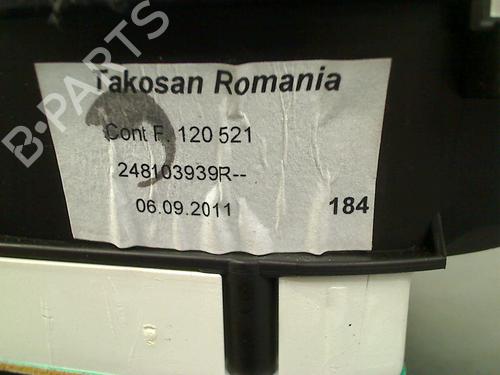 B-PARTS
Takosan Romania
Cont F. 120 521
248103939R--
06.09.2011 184